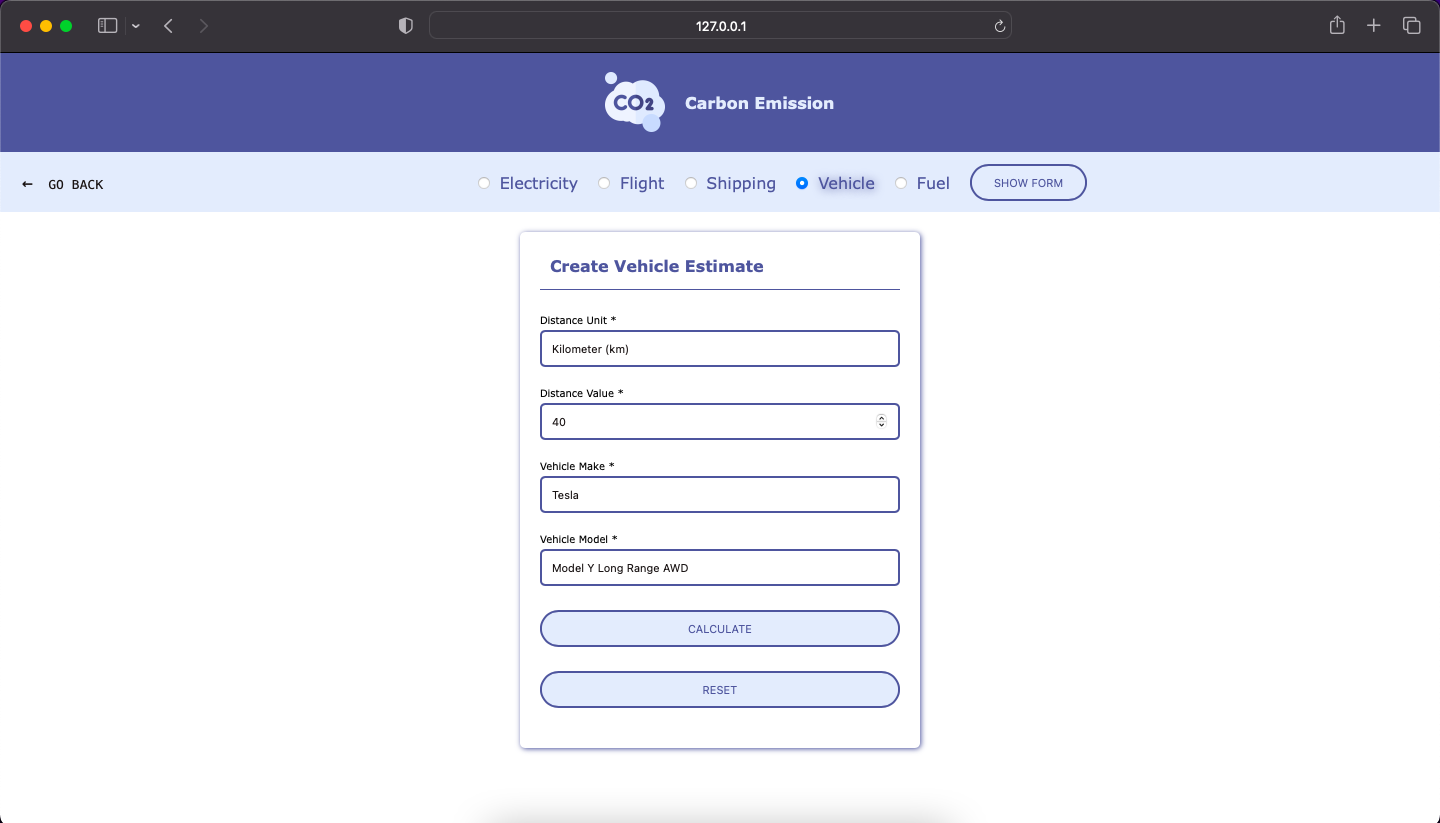 127.0.0.1
CO2
Carbon Emission
← GO BACK
Electricity Flight Shipping Vehicle Fuel SHOW FORM
Create Vehicle Estimate
Distance Unit *
Kilometer (km)
Distance Value *
40
Vehicle Make *
Tesla
Vehicle Model *
Model Y Long Range AWD
CALCULATE
RESET